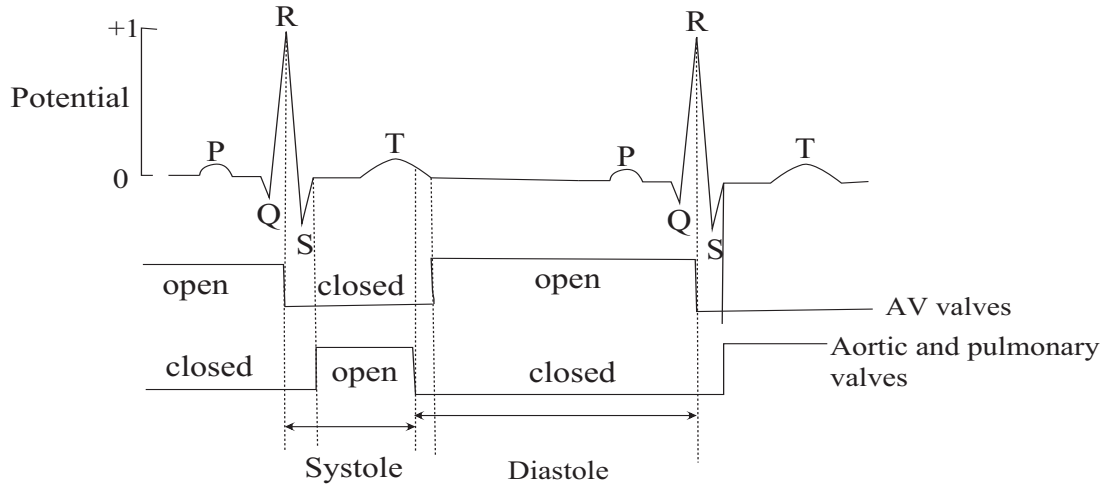 +1
R
R
Potential
P
T
P
T
0
Q
S
Q
S
open
closed
open
AV valves
closed
open
closed
Aortic and pulmonary
valves
Systole
Diastole